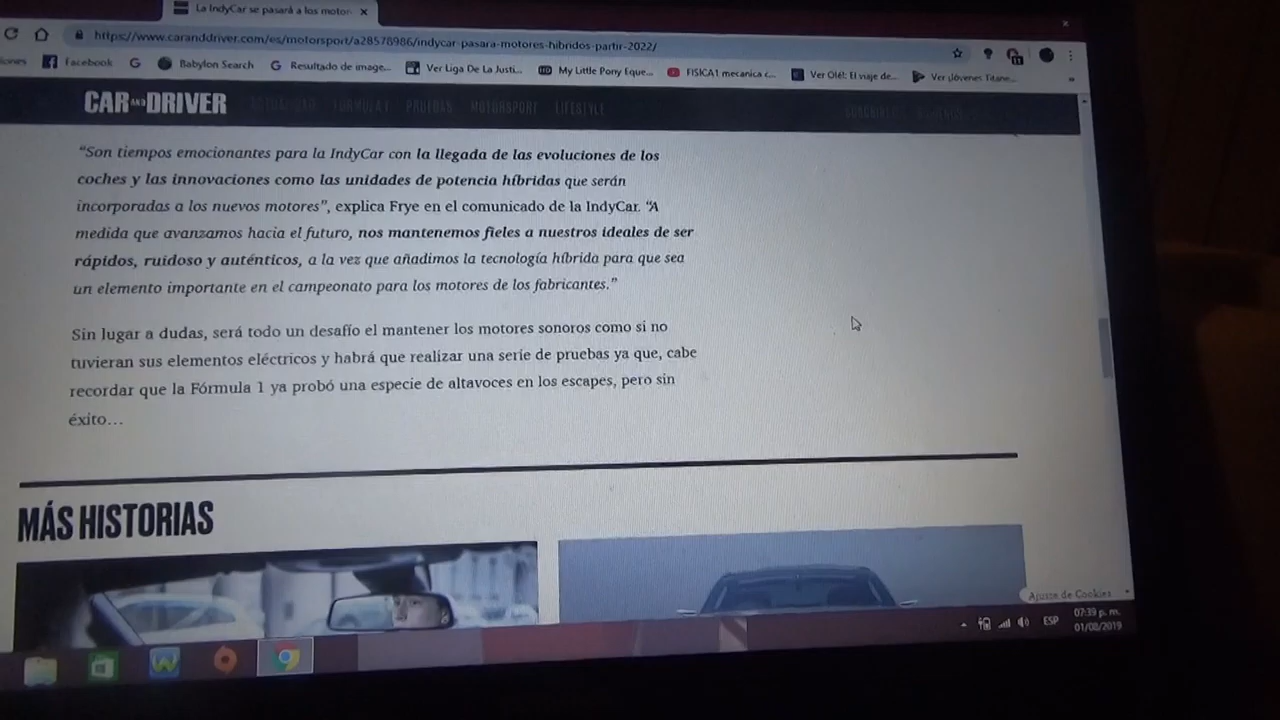 La IndyCar se pasará a los motor
https://www.caranddriver.com/es/motorsport/a28578986/indycar-pasara-motores-hibridos-partir-2022/
Facebook Babylon Search Resultado de image... Ver Liga De La Justi... My Little Pony Eque... FISICA1 mecanica c... Ver Olé!: El viaje de... Ver ¡Jóvenes Titane...
CAR AND DRIVER FÓRMULA 1 PRUEBAS MOTORSPORT LIFESTYLE
“Son tiempos emocionantes para la IndyCar con la llegada de las evoluciones de los
coches y las innovaciones como las unidades de potencia híbridas que serán
incorporadas a los nuevos motores”, explica Frye en el comunicado de la IndyCar. “A
medida que avanzamos hacia el futuro, nos mantenemos fieles a nuestros ideales de ser
rápidos, ruidoso y auténticos, a la vez que añadimos la tecnología híbrida para que sea
un elemento importante en el campeonato para los motores de los fabricantes.”
Sin lugar a dudas, será todo un desafío el mantener los motores sonoros como si no
tuvieran sus elementos eléctricos y habrá que realizar una serie de pruebas ya que, cabe
recordar que la Fórmula 1 ya probó una especie de altavoces en los escapes, pero sin
éxito...
MÁS HISTORIAS
Ajustes de Cookies
ESP
07:39 p. m.
01/08/2019